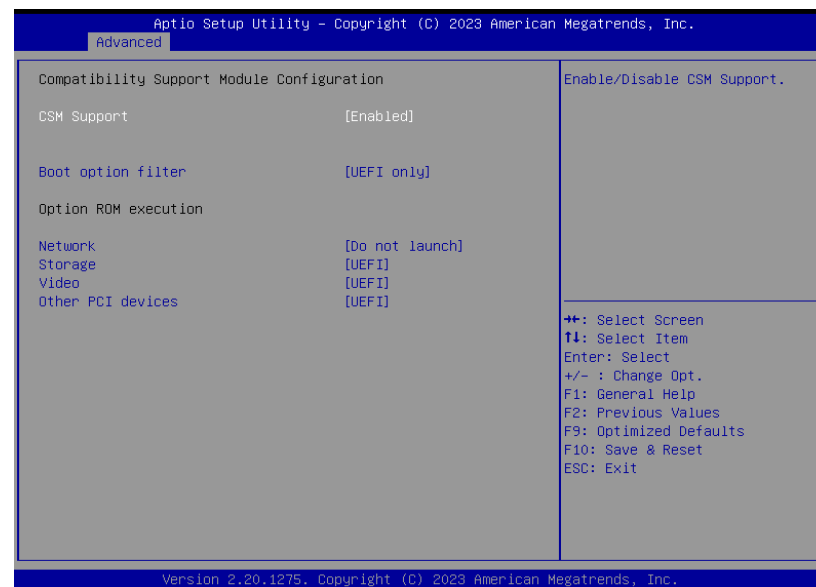 Aptio Setup Utility – Copyright (C) 2023 American Megatrends, Inc.
Advanced
Compatibility Support Module Configuration
CSM Support [Enabled]
Boot option filter [UEFI only]
Option ROM execution
Network [Do not launch]
Storage [UEFI]
Video [UEFI]
Other PCI devices [UEFI]
Enable/Disable CSM Support.
→←: Select Screen
↑↓: Select Item
Enter: Select
+/- : Change Opt.
F1: General Help
F2: Previous Values
F9: Optimized Defaults
F10: Save & Reset
ESC: Exit
Version 2.20.1275. Copyright (C) 2023 American Megatrends, Inc.